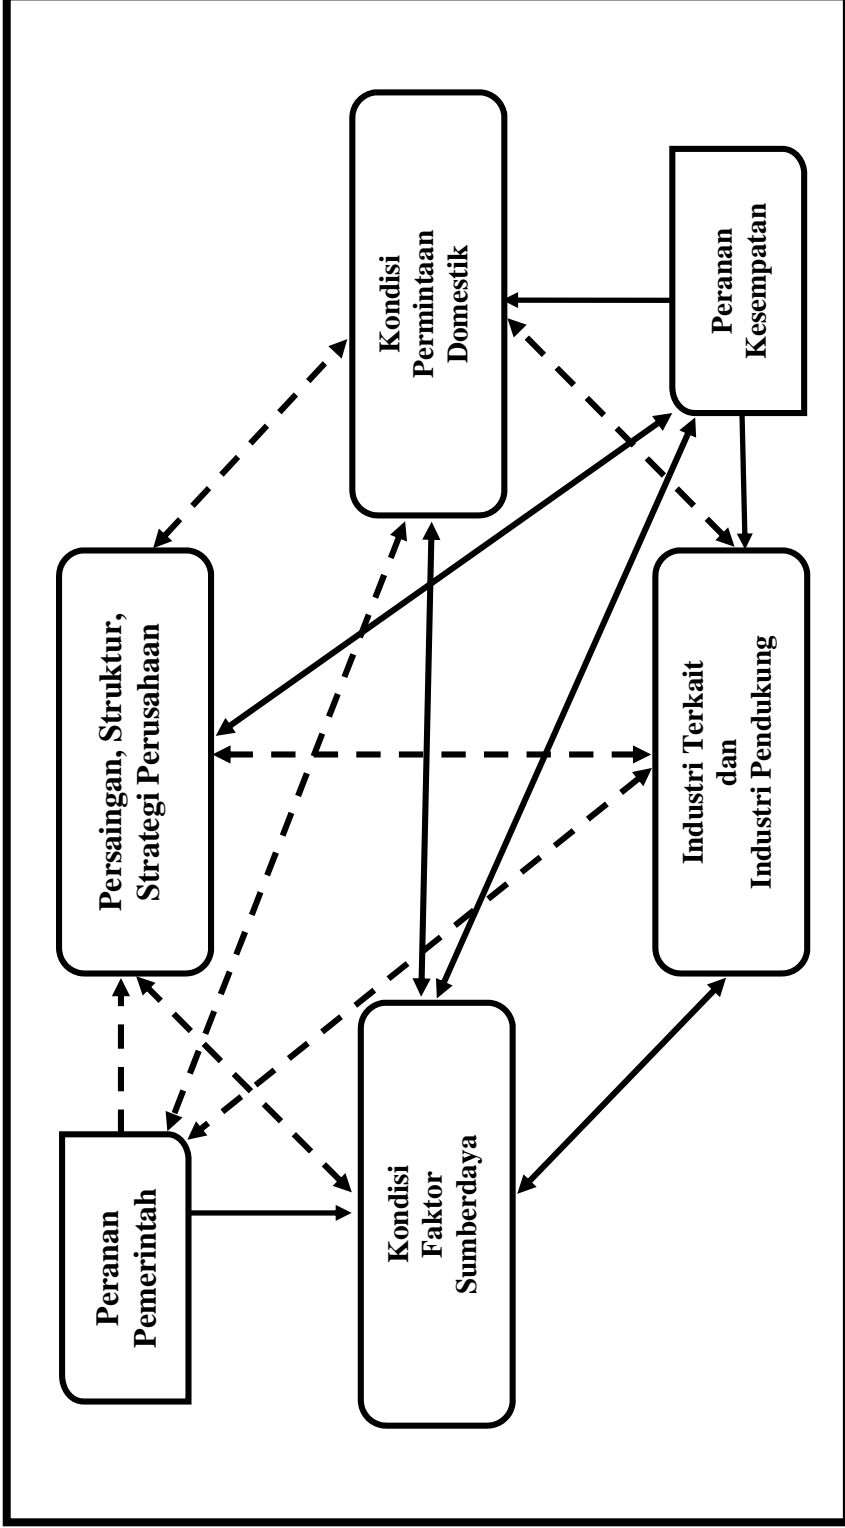 Peranan
Pemerintah
Persaingan, Struktur,
Strategi Perusahaan
Kondisi
Faktor
Sumberdaya
Kondisi
Permintaan
Domestik
Industri Terkait
dan
Industri Pendukung
Peranan
Kesempatan